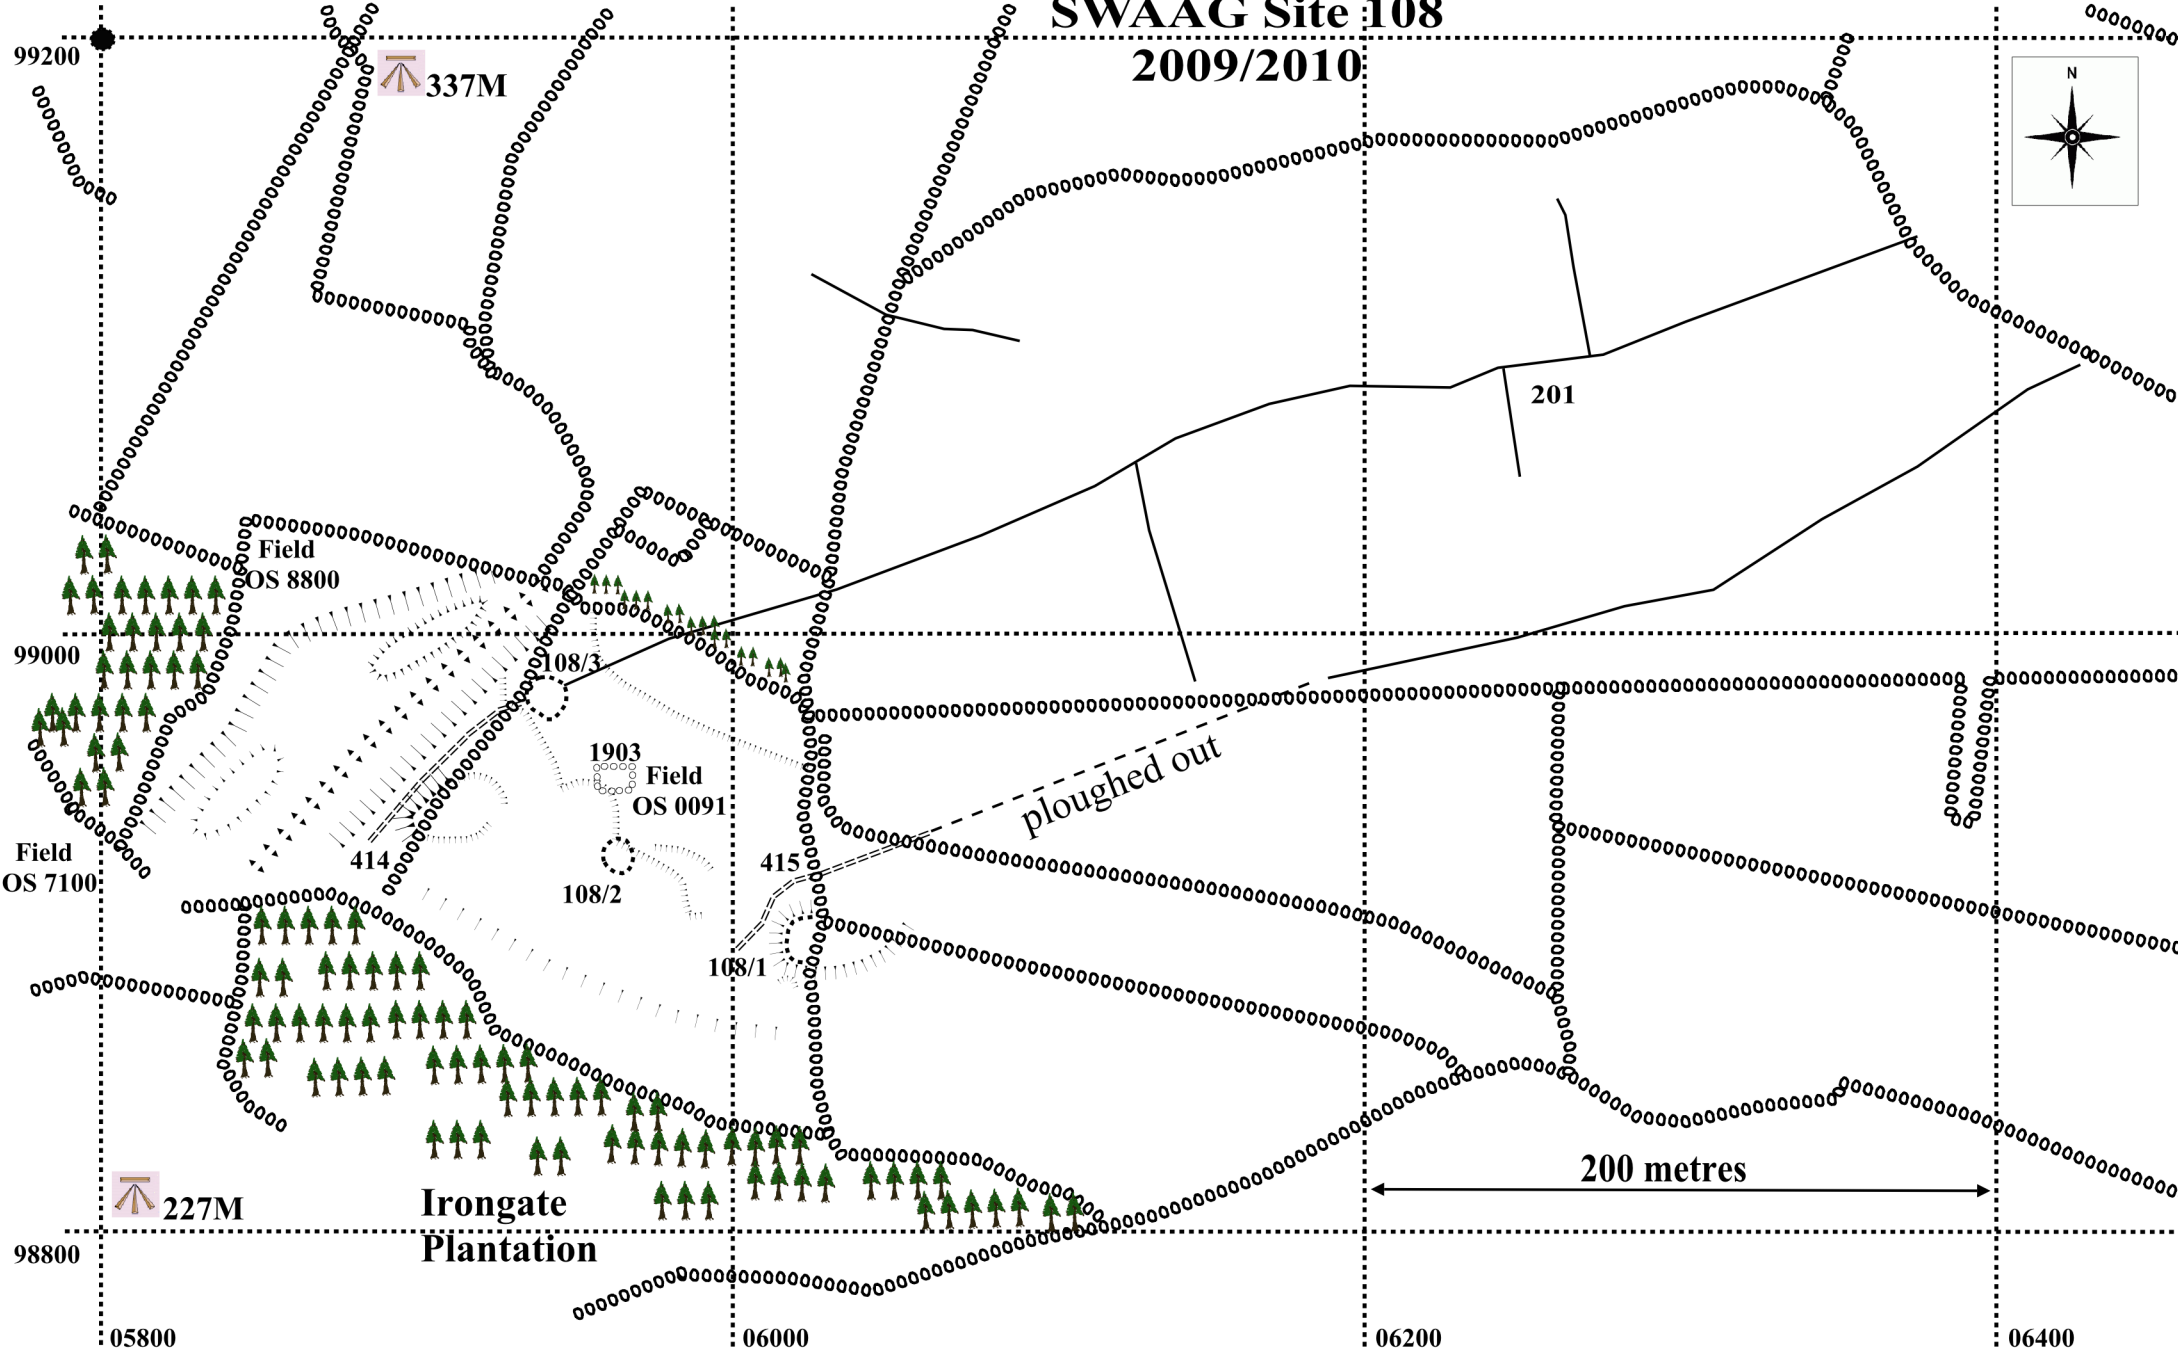 SWAAG Site 108
2009/2010
99200
337M
N
201
Field
OS 8800
99000
108/3
1903
Field
OS 0091
ploughed out
Field
OS 7100
414
415
108/2
108/1
200 metres
227M
Irongate
Plantation
98800
05800
06000
06200
06400